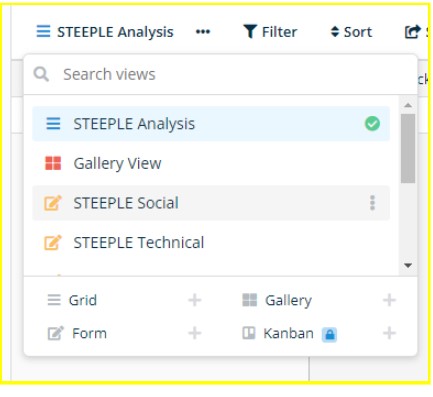 STEEPLE Analysis ••• Filter Sort
Search views
STEEPLE Analysis
Gallery View
STEEPLE Social
STEEPLE Technical
Grid + Gallery +
Form + Kanban +